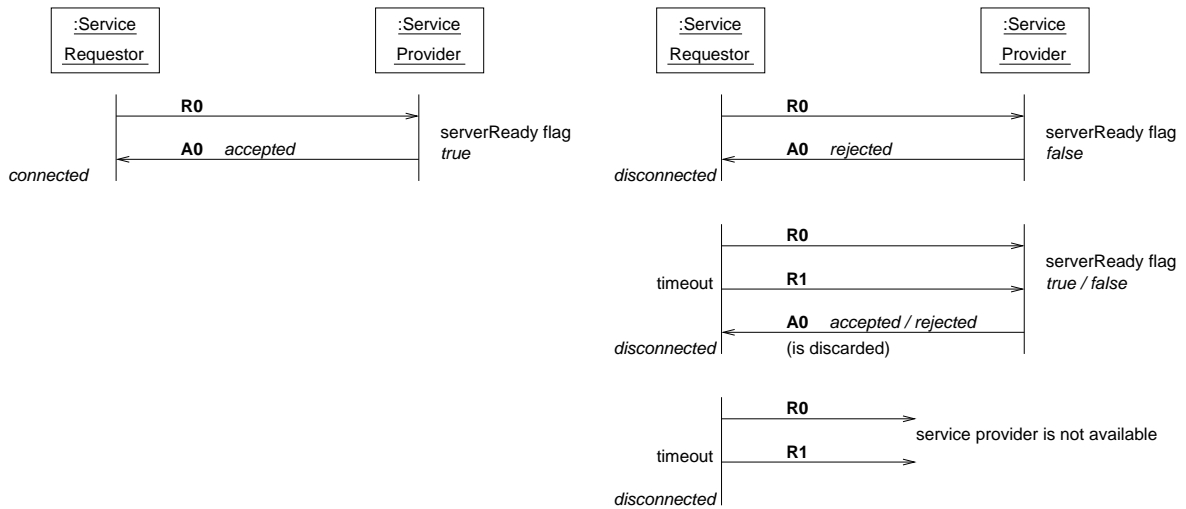 :Service
Requestor
:Service
Provider
R0
A0 accepted
serverReady flag
true
connected
:Service
Requestor
:Service
Provider
R0
A0 rejected
serverReady flag
false
disconnected
R0
serverReady flag
true / false
timeout
R1
A0 accepted / rejected
(is discarded)
disconnected
R0
service provider is not available
timeout
R1
disconnected